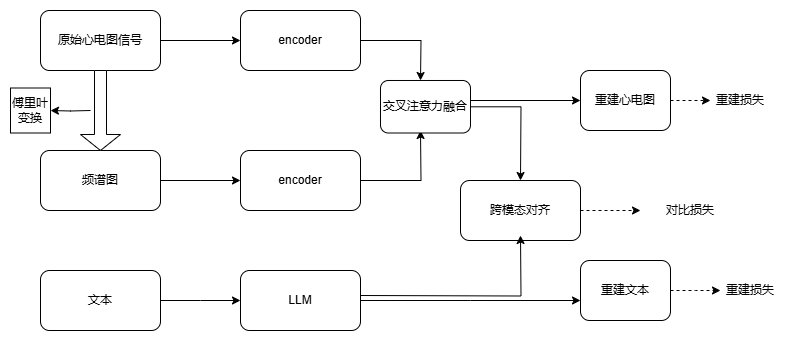 原始心电图信号
encoder
傅里叶
变换
交叉注意力融合
重建心电图
重建损失
频谱图
encoder
跨模态对齐
对比损失
文本
LLM
重建文本
重建损失